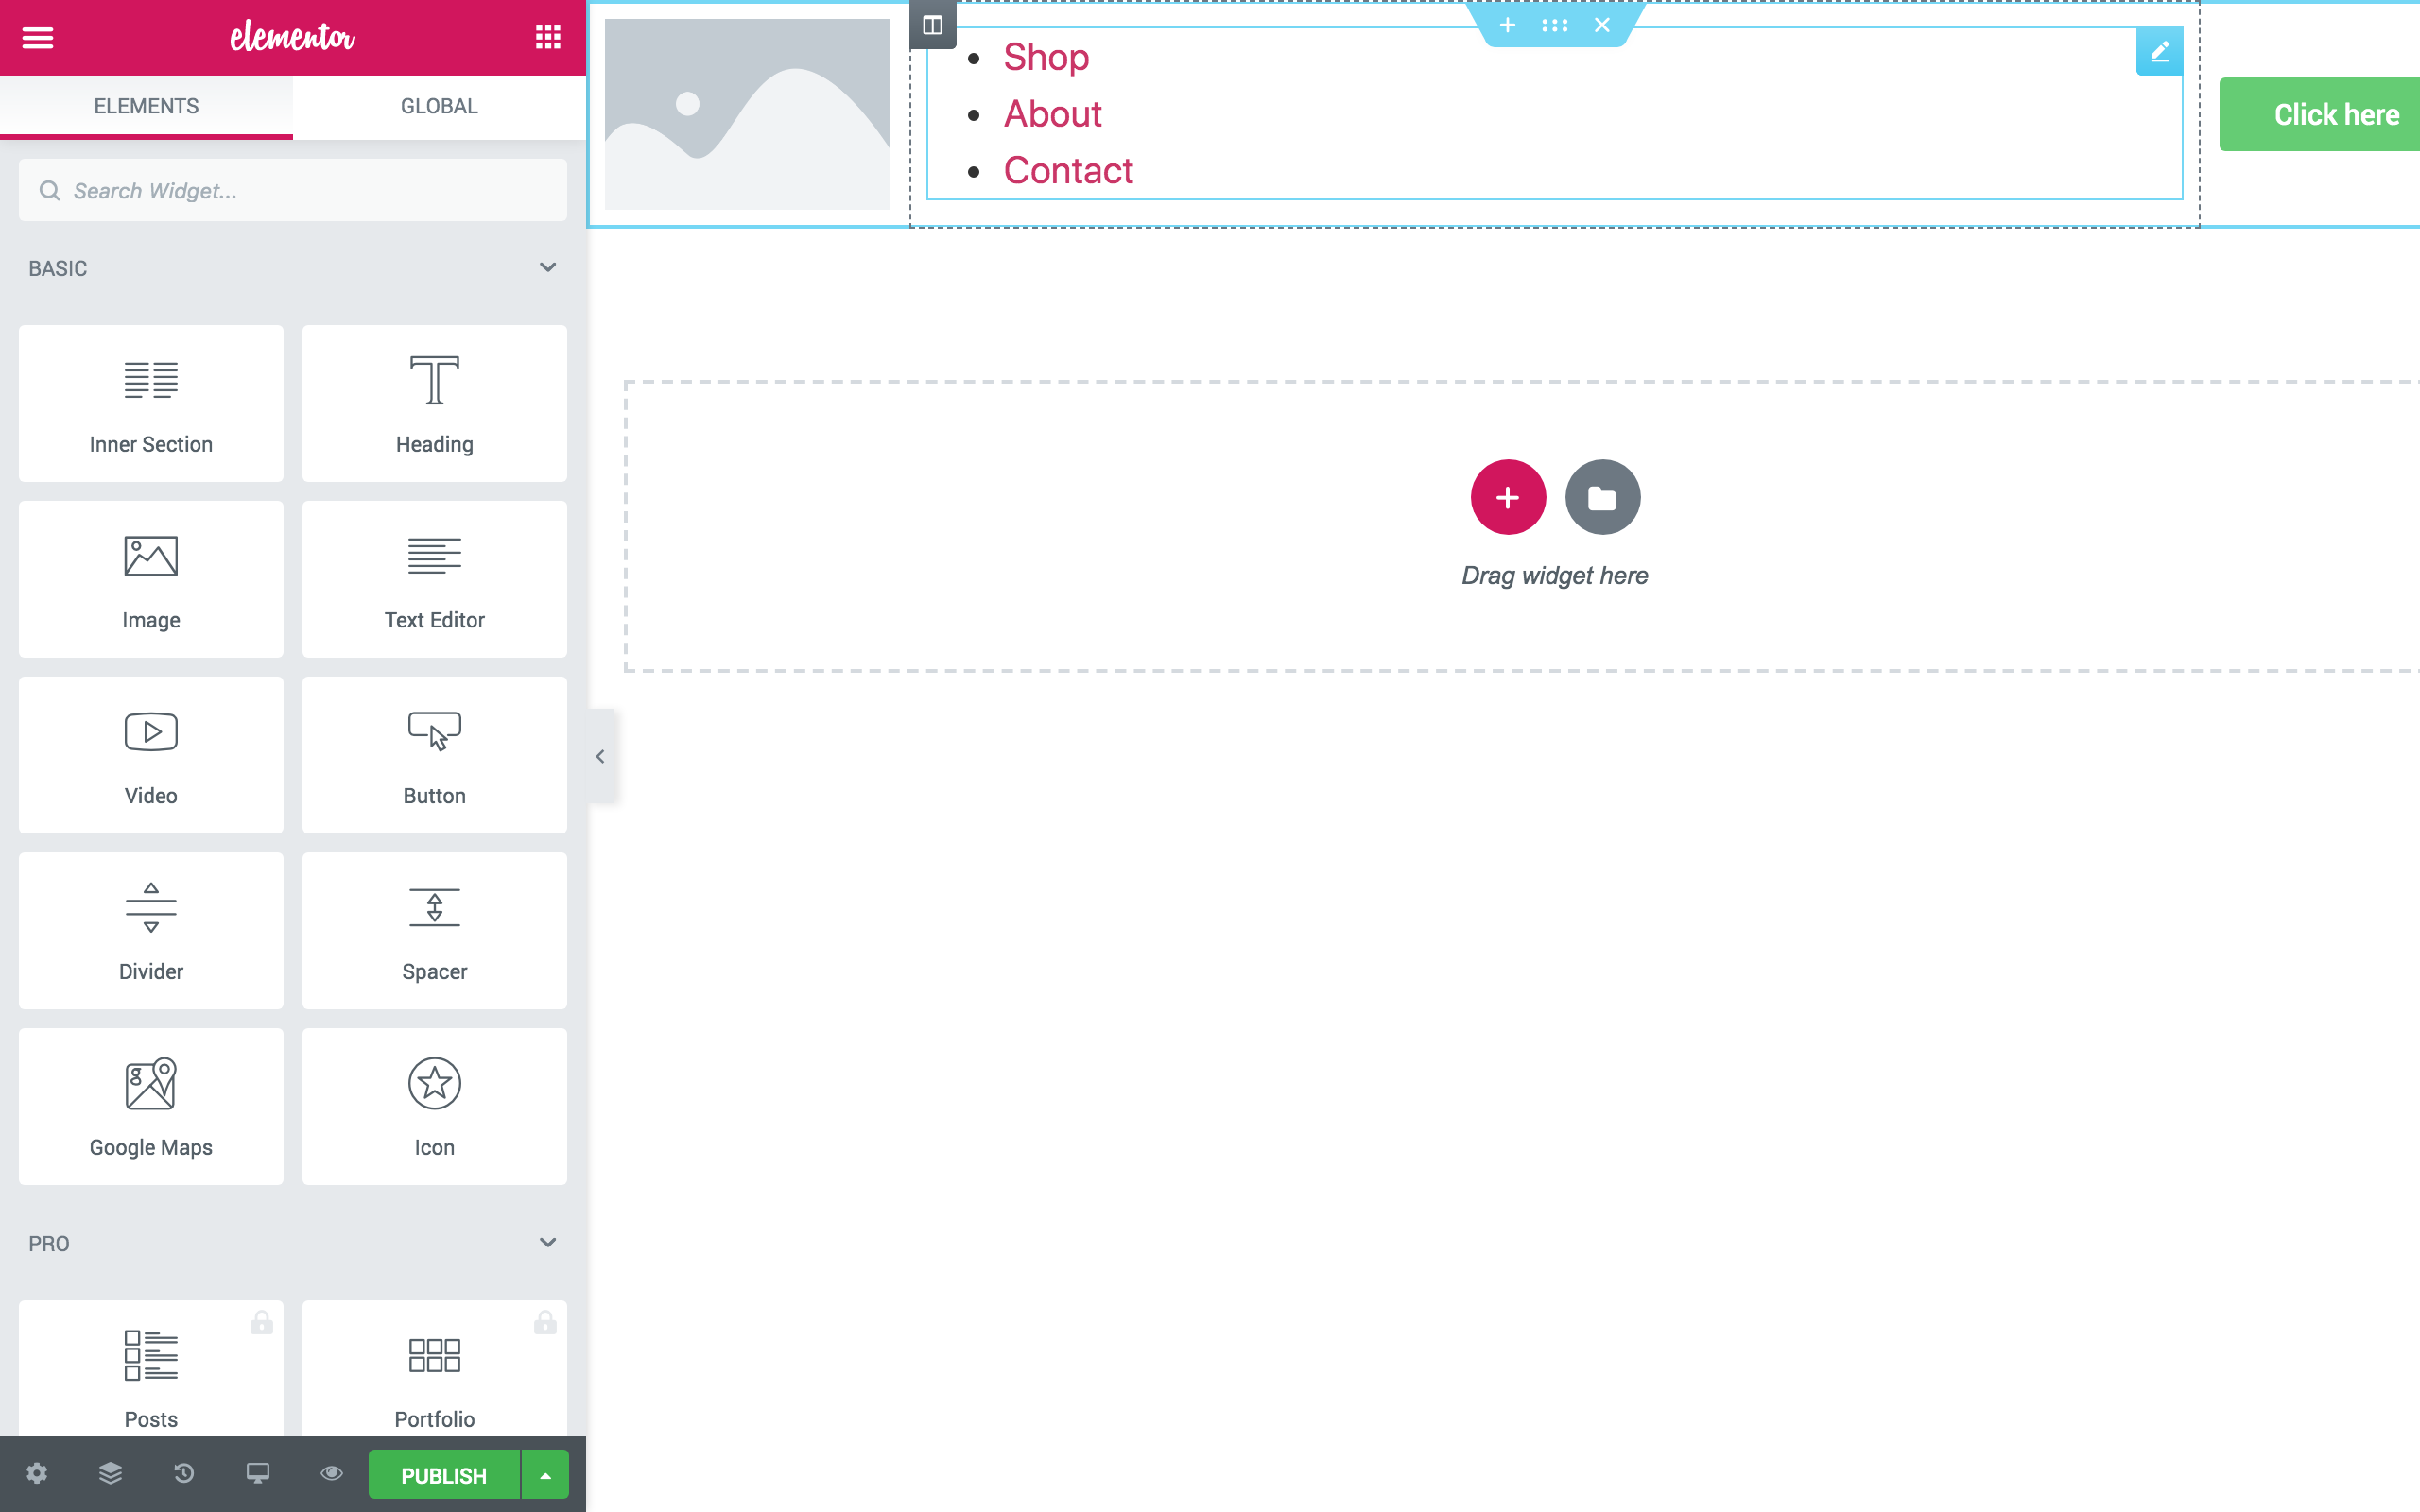 elementor
ELEMENTS
GLOBAL
Search Widget...
BASIC
Inner Section
Heading
Image
Text Editor
Video
Button
Divider
Spacer
Google Maps
Icon
PRO
Posts
Portfolio
PUBLISH
Shop
About
Contact
Click here
Drag widget here